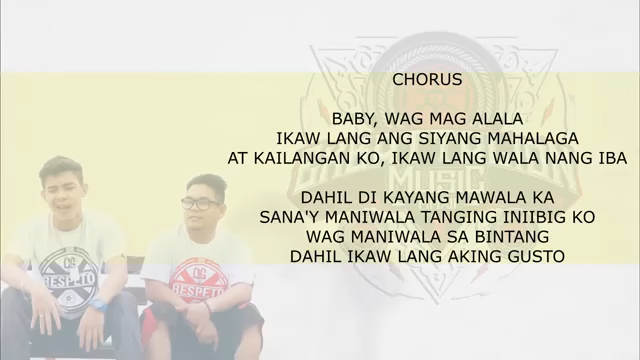 CHORUS
BABY, WAG MAG ALALA
IKAW LANG ANG SIYANG MAHALAGA
AT KAILANGAN KO, IKAW LANG WALA NANG IBA
DAHIL DI KAYANG MAWALA KA
SANA'Y MANIWALA TANGING INIIBIG KO
WAG MANIWALA SA BINTANG
DAHIL IKAW LANG AKING GUSTO
MUSIC
RESPETO
RESPETO